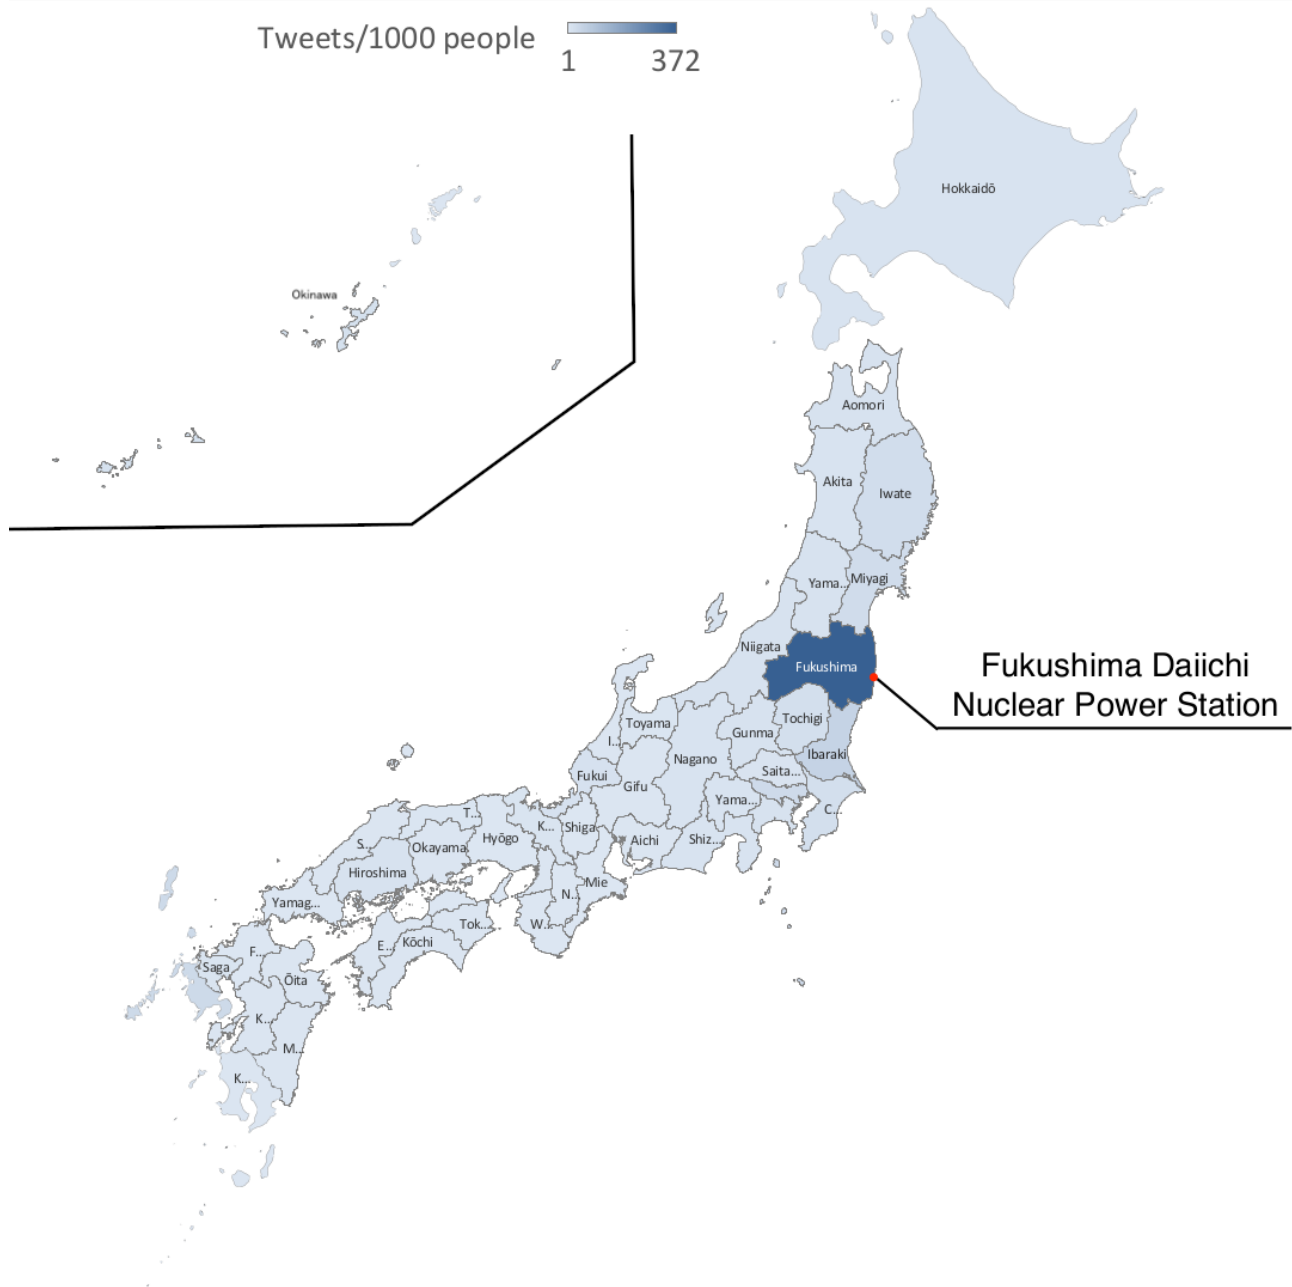 Tweets/1000 people
1 372
Hokkaidō
Okinawa
Aomori
Akita
Iwate
Yama...
Miyagi
Niigata
Fukushima
Fukushima Daiichi
Nuclear Power Station
Toyama
Tochigi
Gunma
I...
Ibaraki
Nagano
Saita...
Fukui
Gifu
Yama...
T...
C...
K...
Shiga
Hyōgo
Aichi
Shiz...
S...
Okayama
Hiroshima
Mie
N...
Yamag...
W...
Tok...
E...
Kōchi
F...
Saga
Ōita
K...
M...
K...